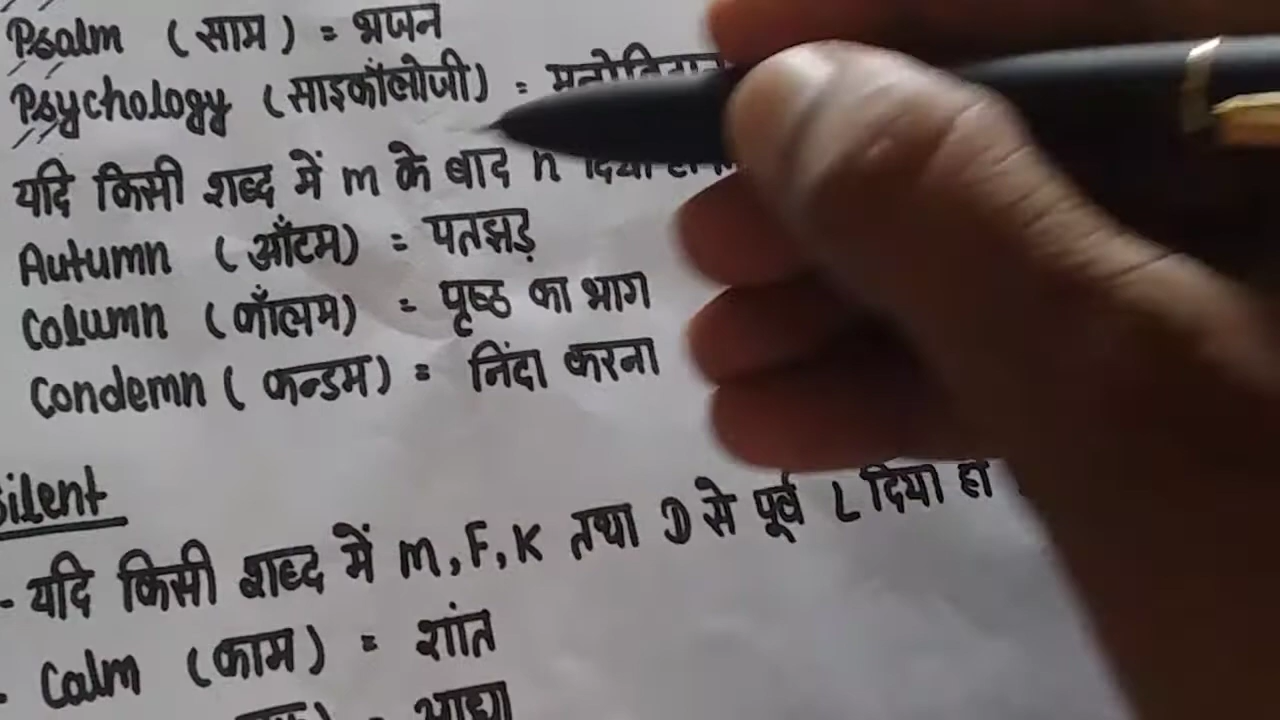 Psalm (साम) = भजन
Psychology (साइकॉलोजी) =
यदि किसी शब्द में m के बाद n दिया
Autumn (ऑटम) = पतझड़
Column (कॉलम) = पृष्ठ का भाग
Condemn (कन्डम) = निंदा करना
Silent
- यदि किसी शब्द में m, F, K तथा D से पूर्व L दिया हो
- Calm (काम) = शांत
= आधा